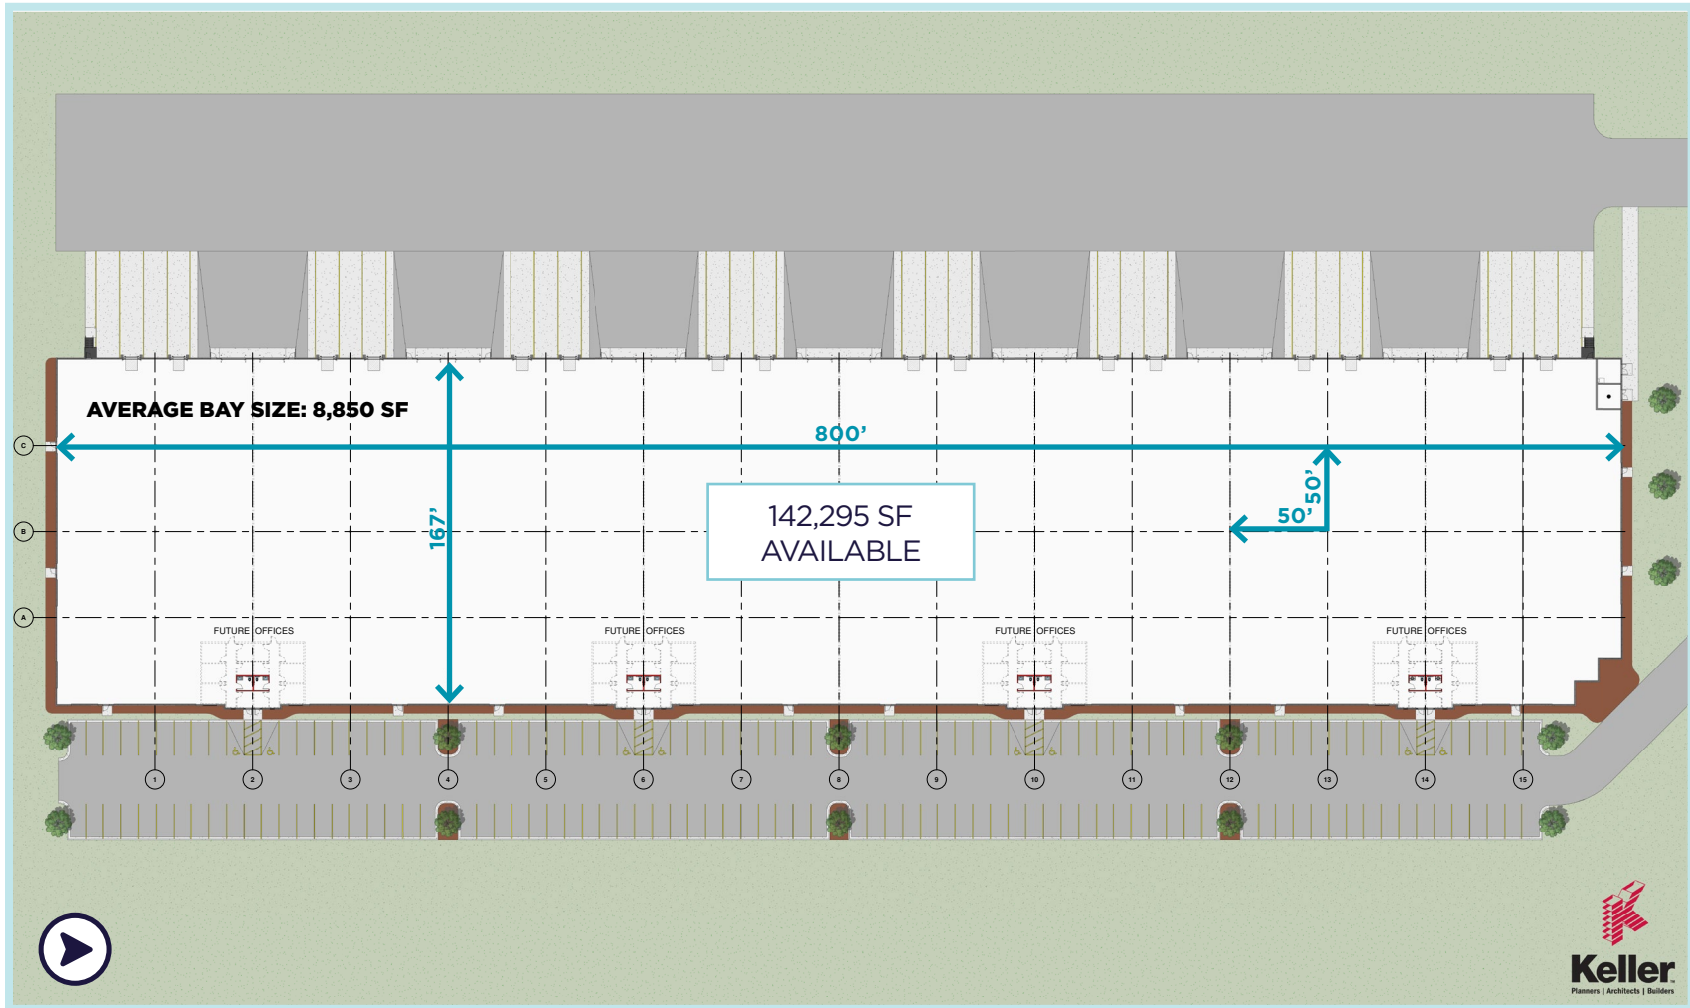 AVERAGE BAY SIZE: 8,850 SF
800’
C
50’
50’
142,295 SF
AVAILABLE
167’
B
A
FUTURE OFFICES
FUTURE OFFICES
FUTURE OFFICES
FUTURE OFFICES
1
2
3
4
5
6
7
8
9
10
11
12
13
14
15
Keller
Planners | Architects | Builders